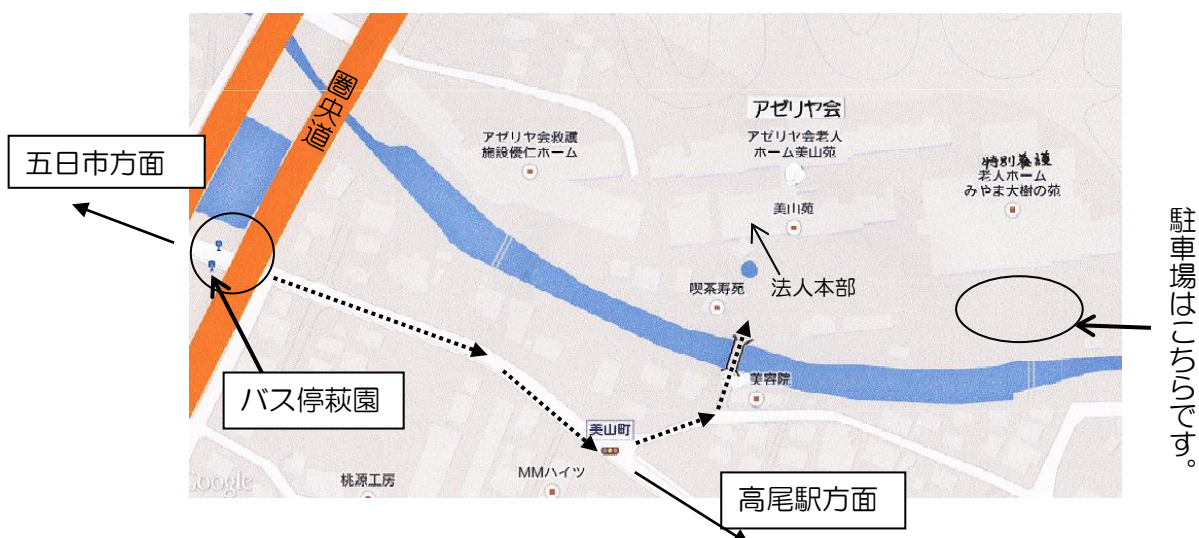 圏央道
アゼリヤ会
アゼリヤ会救護
施設優仁ホーム
アゼリヤ会老人
ホーム美山苑
特別養護
老人ホーム
みやま大樹の苑
五日市方面
美山苑
駐車場はこちらです。
喫茶寿苑
法人本部
バス停萩園
美容院
美山町
桃源工房
MMハイツ
Google
高尾駅方面